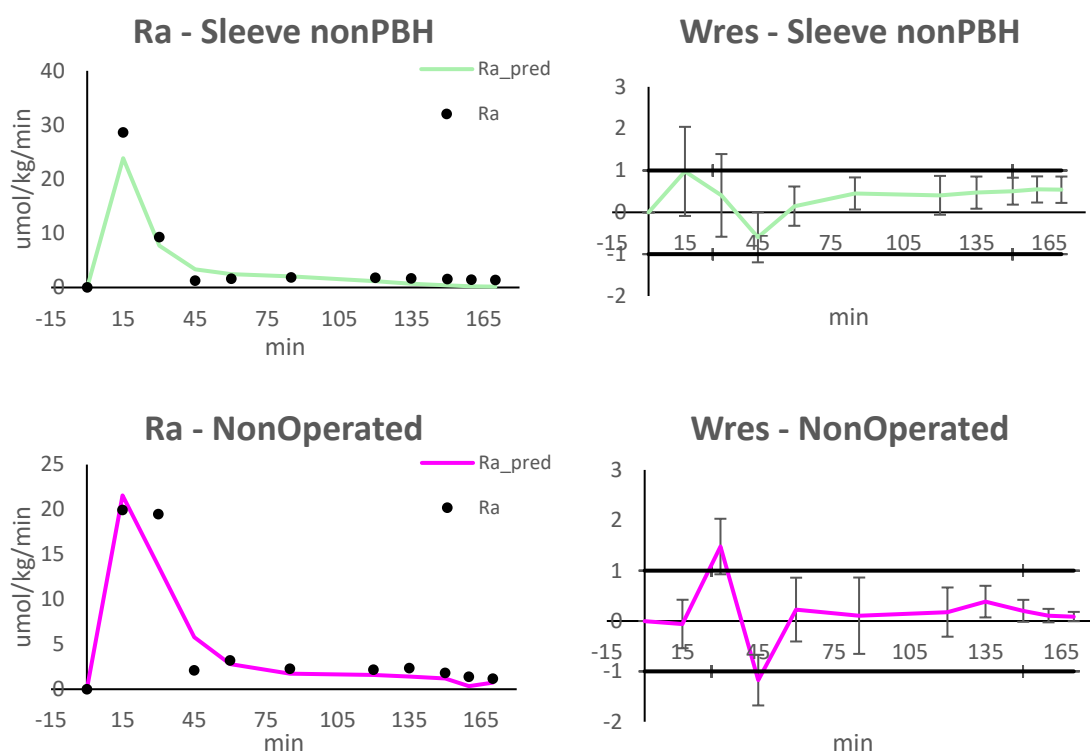 Ra - Sleeve nonPBH
40
30
20
10
0
-15 15 45 75 105 135 165
umol/kg/min
min
Ra_pred
Ra
Wres - Sleeve nonPBH
3
2
1
0
-1
-2
-15 15 45 75 105 135 165
min
Ra - NonOperated
25
20
15
10
5
0
-15 15 45 75 105 135 165
umol/kg/min
min
Ra_pred
Ra
Wres - NonOperated
3
2
1
0
-1
-2
-15 15 45 75 105 135 165
min